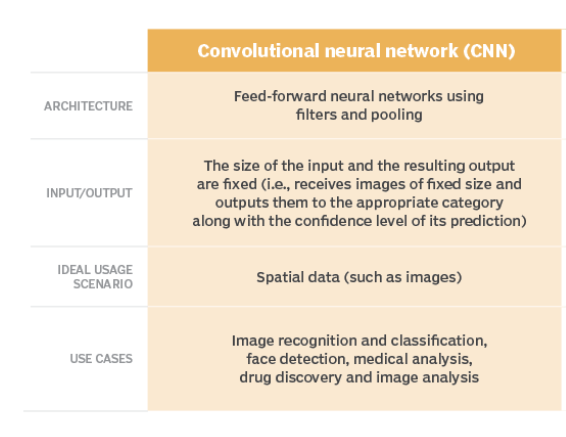 Convolutional neural network (CNN)
ARCHITECTURE
Feed-forward neural networks using
filters and pooling
INPUT/OUTPUT
The size of the input and the resulting output
are fixed (i.e., receives images of fixed size and
outputs them to the appropriate category
along with the confidence level of its prediction)
IDEAL USAGE
SCENARIO
Spatial data (such as images)
USE CASES
Image recognition and classification,
face detection, medical analysis,
drug discovery and image analysis